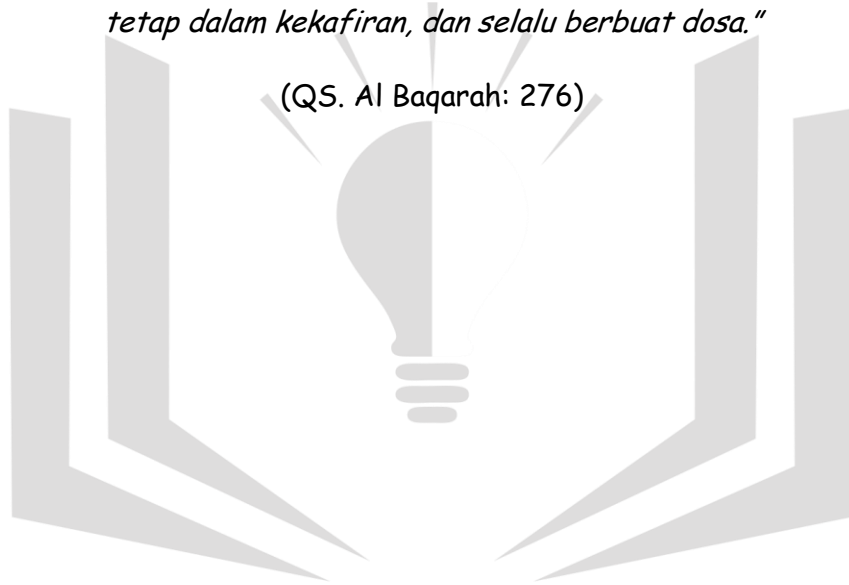 tetap dalam kekafiran, dan selalu berbuat dosa.”
(QS. Al Baqarah: 276)